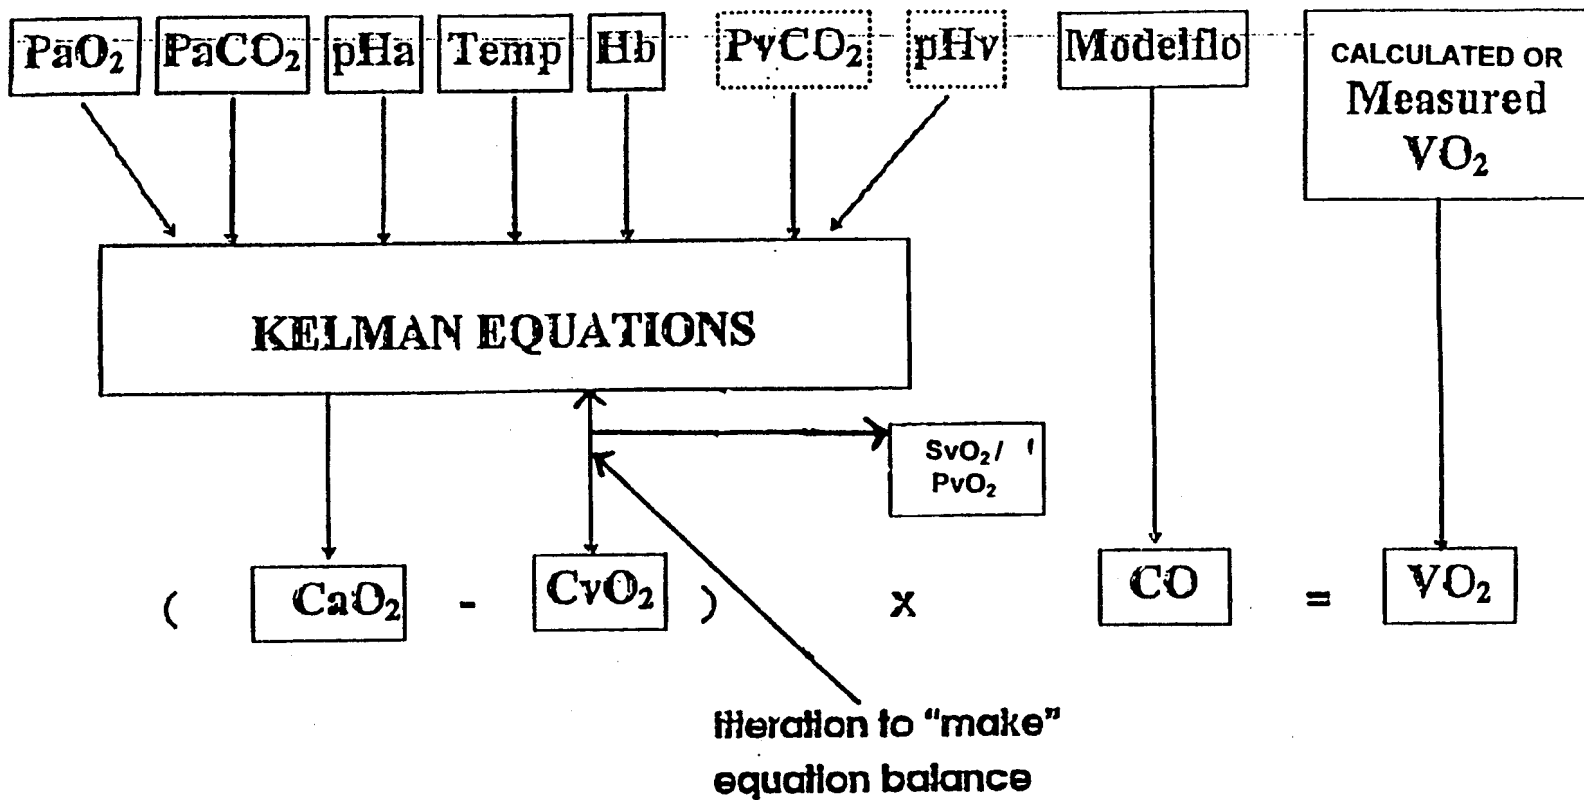 PaO₂ PaCO₂ pHa Temp Hb PvCO₂ pHv Modelflo CALCULATED OR
Measured
VO₂
KELMAN EQUATIONS
SvO₂/
PvO₂
( CaO₂ - CvO₂ ) x CO = VO₂
Itteration to “make”
equation balance